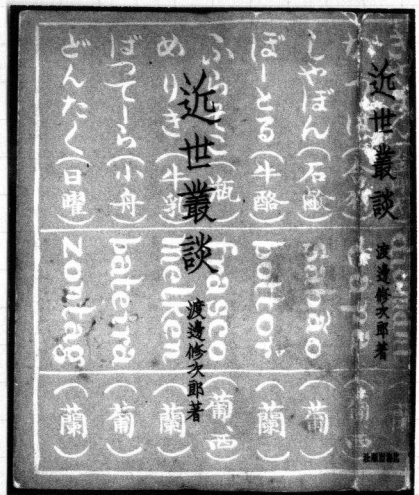 近世叢談
渡邊修次郎著
近世叢談
渡邊修次郎著
しやぼん(石鹼) sabão (葡)
ぼーとる(牛酪) bottor (蘭)
ふらすこ(瓶) frasco (葡、西)
めりき(牛乳) melken (蘭)
ばつてーら(小舟) bateira (葡)
どんたく(日曜) zontag (蘭)